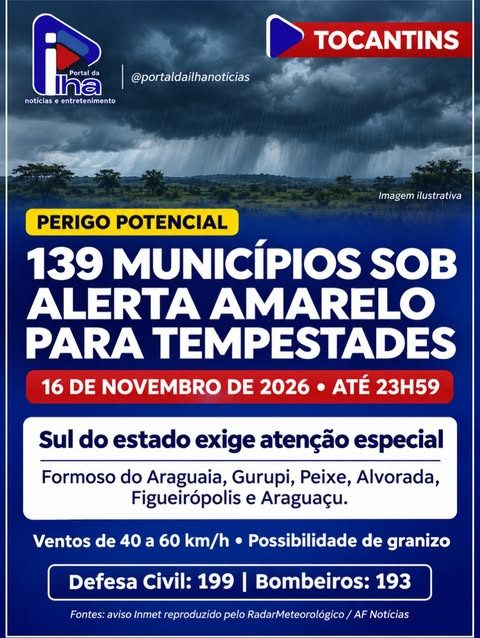 Portal da
ilha
notícias e entretenimento
@portaldailhanoticias
TOCANTINS
Imagem ilustrativa
PERIGO POTENCIAL
139 MUNICÍPIOS SOB
ALERTA AMARELO
PARA TEMPESTADES
16 DE NOVEMBRO DE 2026 • ATÉ 23H59
Sul do estado exige atenção especial
Formoso do Araguaia, Gurupi, Peixe, Alvorada,
Figueirópolis e Araguaçu.
Ventos de 40 a 60 km/h • Possibilidade de granizo
Defesa Civil: 199 | Bombeiros: 193
Fontes: aviso Inmet reproduzido pelo RadarMeteorológico / AF Notícias